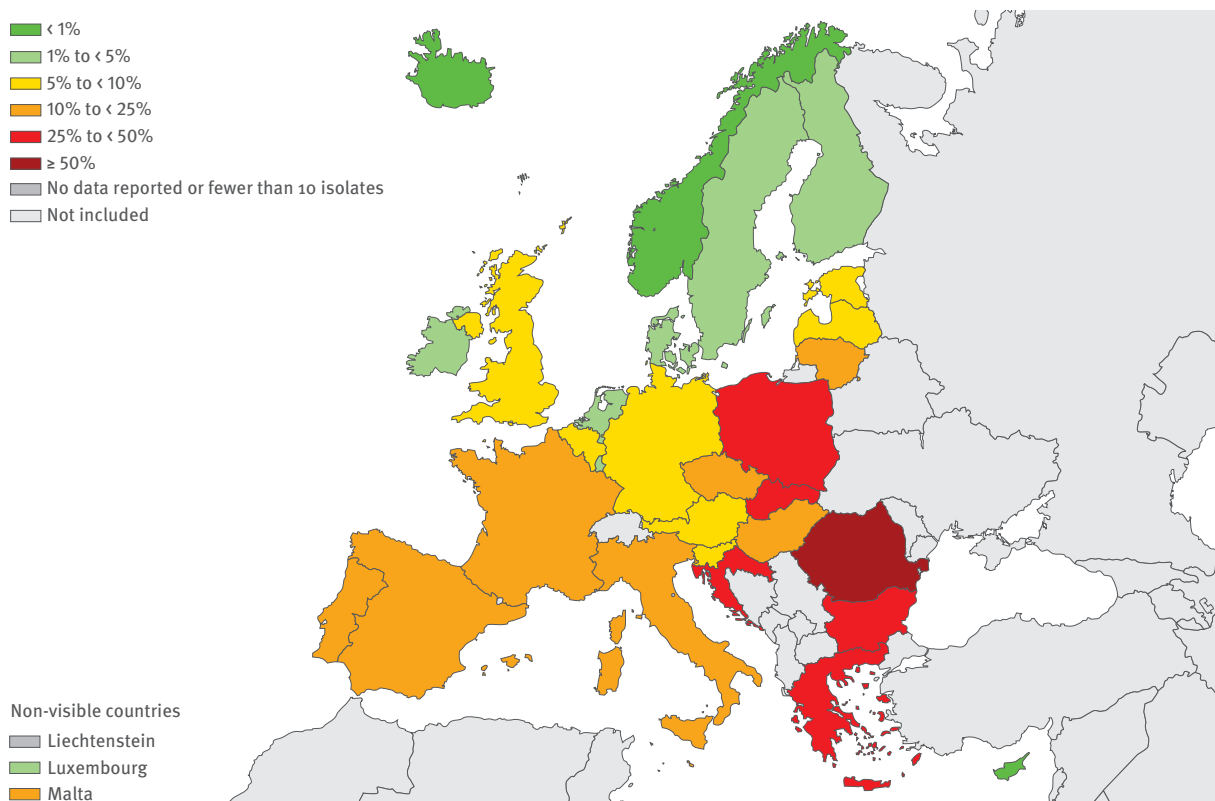 < 1%
1% to < 5%
5% to < 10%
10% to < 25%
25% to < 50%
≥ 50%
No data reported or fewer than 10 isolates
Not included
Non-visible countries
Liechtenstein
Luxembourg
Malta